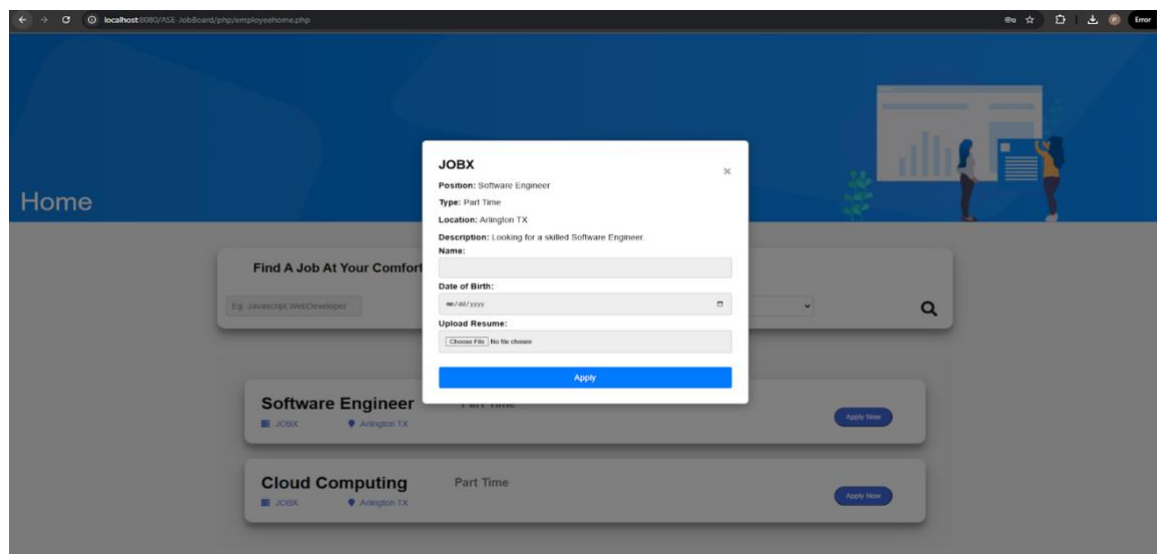 localhost:8080/ASE-JobBoard/php/employeehome.php
Error
Home
JOBX
Position: Software Engineer
Type: Part Time
Location: Arlington TX
Description: Looking for a skilled Software Engineer.
Name:
Date of Birth:
mm/dd/yyyy
Upload Resume:
Choose File No file chosen
Apply
Find A Job At Your Comfort
Eg: Javascript,WebDeveloper
Software Engineer
Part Time
JOBX
Arlington TX
Apply Now
Cloud Computing
Part Time
JOBX
Arlington TX
Apply Now